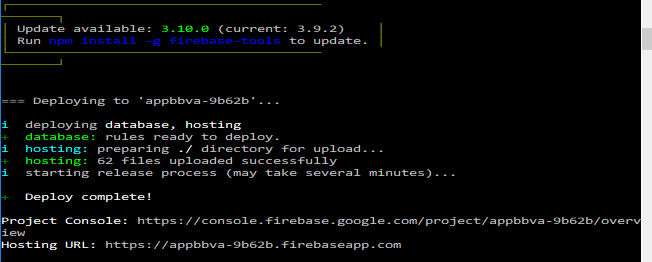 Update available: 3.10.0 (current: 3.9.2)
Run npm install -g firebase-tools to update.
=== Deploying to 'appbbva-9b62b'...
i  deploying database, hosting
+  database: rules ready to deploy.
i  hosting: preparing ./ directory for upload...
+  hosting: 62 files uploaded successfully
i  starting release process (may take several minutes)...
+  Deploy complete!
Project Console: https://console.firebase.google.com/project/appbbva-9b62b/overv
iew
Hosting URL: https://appbbva-9b62b.firebaseapp.com